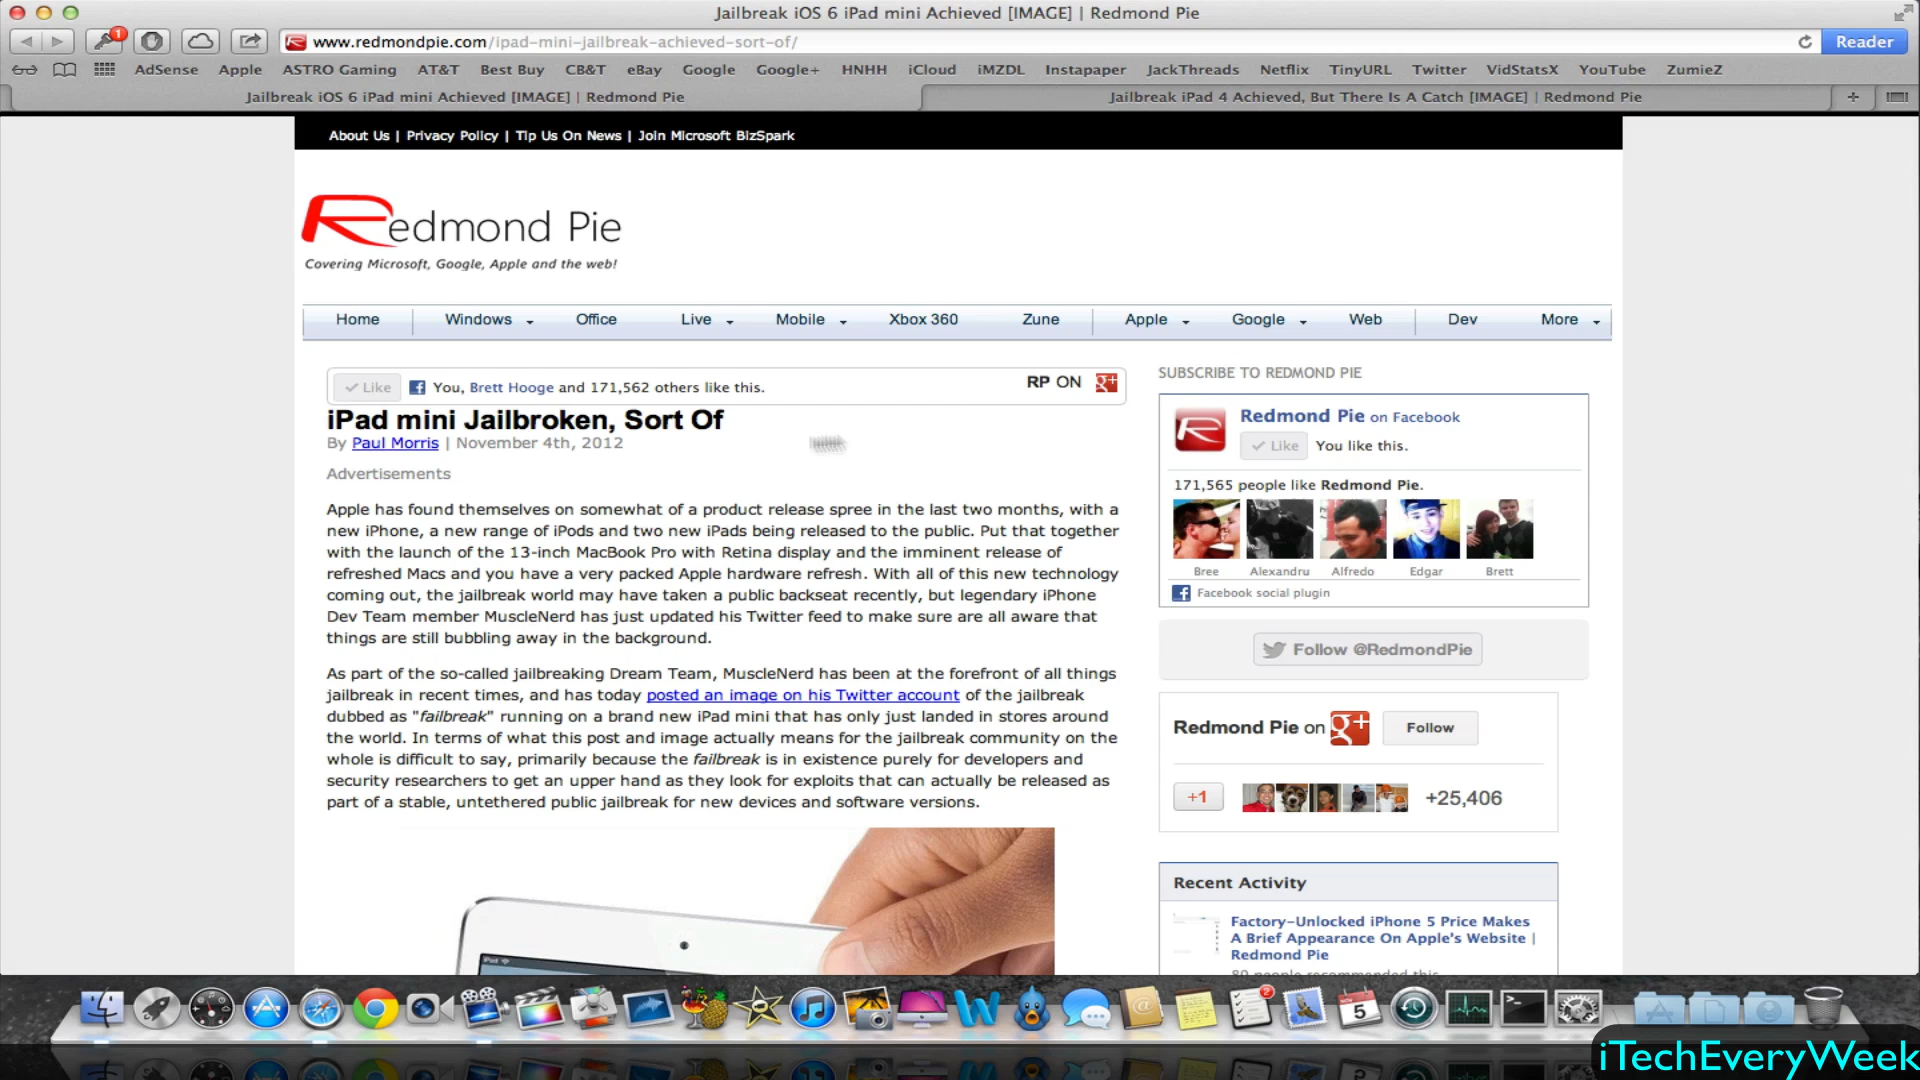 Jailbreak iOS 6 iPad mini Achieved [IMAGE] | Redmond Pie
1
www.redmondpie.com/ipad-mini-jailbreak-achieved-sort-of/
Reader
AdSense Apple ASTRO Gaming AT&T Best Buy CB&T eBay Google Google+ HNHH iCloud iMZDL Instapaper JackThreads Netflix TinyURL Twitter VidStatsX YouTube ZumieZ
Jailbreak iOS 6 iPad mini Achieved [IMAGE] | Redmond Pie
Jailbreak iPad 4 Achieved, But There Is A Catch [IMAGE] | Redmond Pie
About Us | Privacy Policy | Tip Us On News | Join Microsoft BizSpark
Redmond Pie
Covering Microsoft, Google, Apple and the web!
Home Windows Office Live Mobile Xbox 360 Zune Apple Google Web Dev More
Like You, Brett Hooge and 171,562 others like this.
RP ON g+
iPad mini Jailbroken, Sort Of
By Paul Morris | November 4th, 2012
Advertisements
Apple has found themselves on somewhat of a product release spree in the last two months, with a
new iPhone, a new range of iPods and two new iPads being released to the public. Put that together
with the launch of the 13-inch MacBook Pro with Retina display and the imminent release of
refreshed Macs and you have a very packed Apple hardware refresh. With all of this new technology
coming out, the jailbreak world may have taken a public backseat recently, but legendary iPhone
Dev Team member MuscleNerd has just updated his Twitter feed to make sure are all aware that
things are still bubbling away in the background.
As part of the so-called jailbreaking Dream Team, MuscleNerd has been at the forefront of all things
jailbreak in recent times, and has today posted an image on his Twitter account of the jailbreak
dubbed as "failbreak" running on a brand new iPad mini that has only just landed in stores around
the world. In terms of what this post and image actually means for the jailbreak community on the
whole is difficult to say, primarily because the failbreak is in existence purely for developers and
security researchers to get an upper hand as they look for exploits that can actually be released as
part of a stable, untethered public jailbreak for new devices and software versions.
iPad
SUBSCRIBE TO REDMOND PIE
Redmond Pie on Facebook
Like You like this.
171,565 people like Redmond Pie.
Bree Alexandru Alfredo Edgar Brett
Facebook social plugin
Follow @RedmondPie
Redmond Pie on g+ Follow
+1 +25,406
Recent Activity
Factory-Unlocked iPhone 5 Price Makes
A Brief Appearance On Apple's Website |
Redmond Pie
80 people recommended this
2
NOV
5
iTechEveryWeek